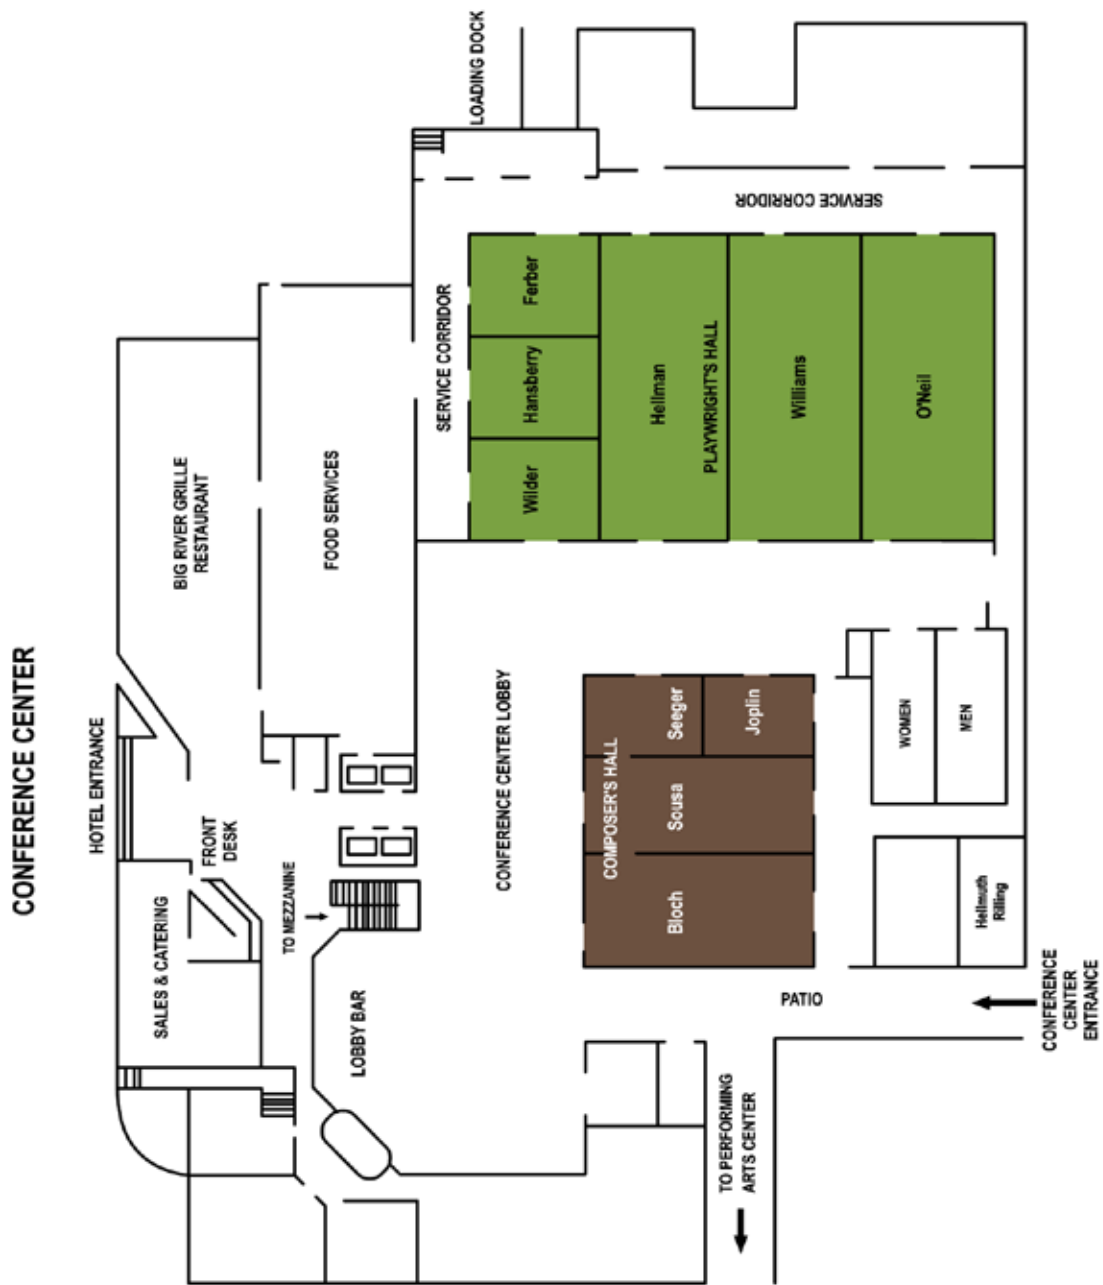 CONFERENCE CENTER
HOTEL ENTRANCE
SALES & CATERING
FRONT
DESK
BIG RIVER GRILLE
RESTAURANT
TO MEZZANINE
FOOD SERVICES
LOBBY BAR
SERVICE CORRIDOR
LOADING DOCK
CONFERENCE CENTER LOBBY
Wilder
Hansberry
Ferber
COMPOSER'S HALL
Bloch
Sousa
Seeger
Joplin
Hellman
PLAYWRIGHT'S HALL
Williams
O'Neil
SERVICE CORRIDOR
TO PERFORMING
ARTS CENTER
PATIO
WOMEN
MEN
Hellmuth
Rilling
CONFERENCE
CENTER
ENTRANCE